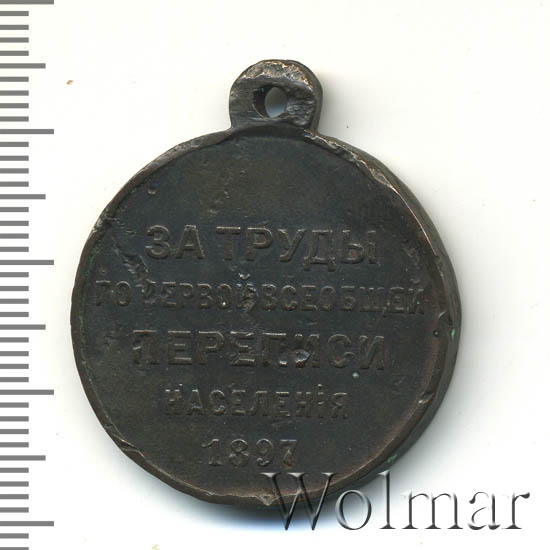 ЗА ТРУДЫ
ПО ПЕРВОЙ ВСЕОБЩЕЙ
ПЕРЕПИСИ
НАСЕЛЕНІЯ
1897
Wolmar